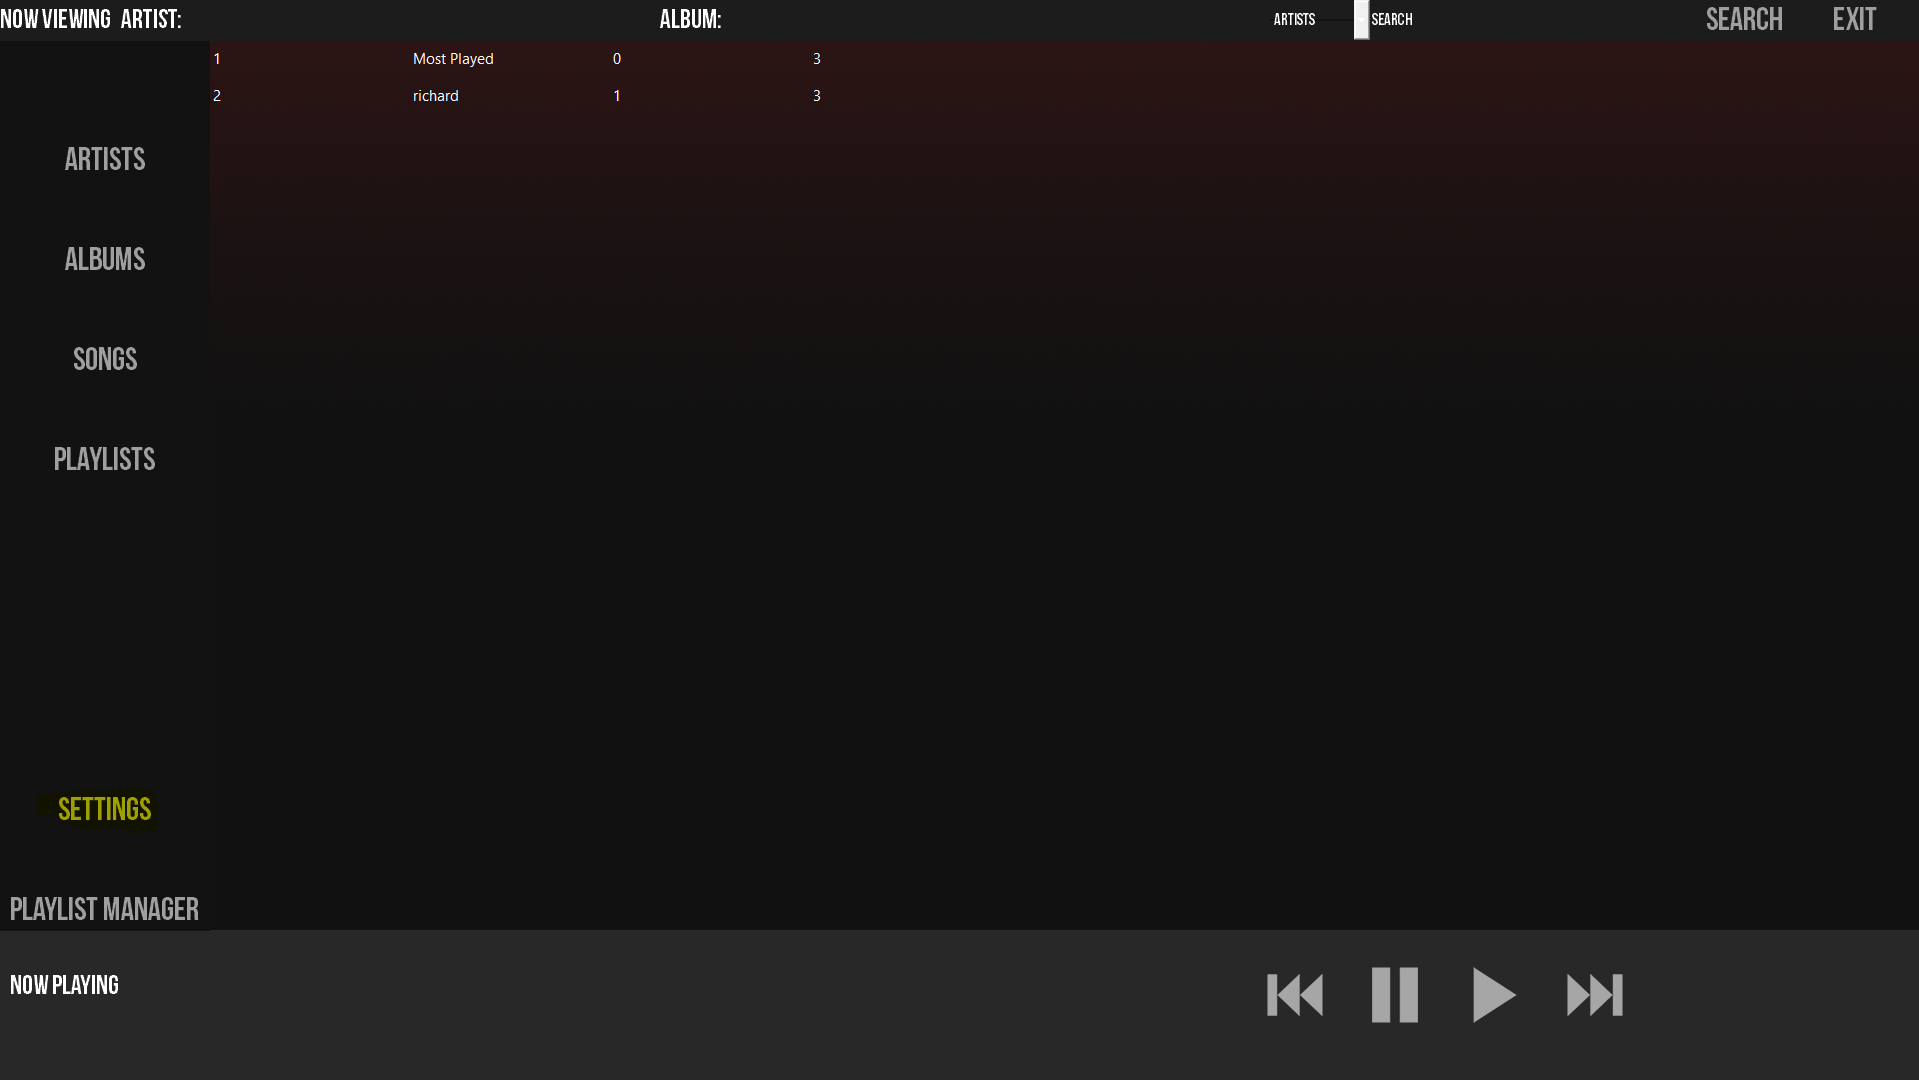 NOW VIEWING ARTIST: ALBUM: ARTISTS SEARCH SEARCH EXIT
1 Most Played 0 3
2 richard 1 3
ARTISTS
ALBUMS
SONGS
PLAYLISTS
SETTINGS
PLAYLIST MANAGER
NOW PLAYING